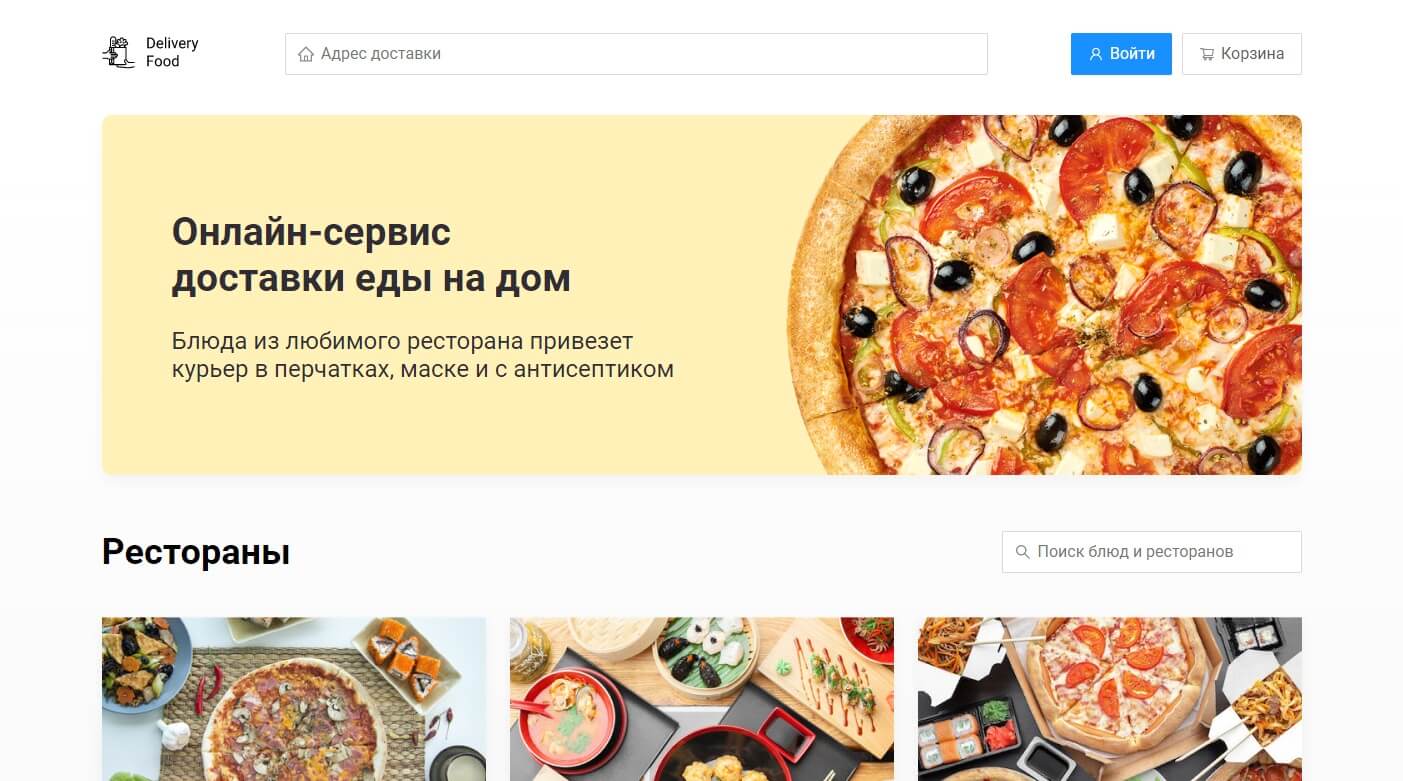 Delivery
Food
Адрес доставки
Войти
Корзина
Онлайн-сервис
доставки еды на дом
Блюда из любимого ресторана привезет
курьер в перчатках, маске и с антисептиком
Рестораны
Поиск блюд и ресторанов